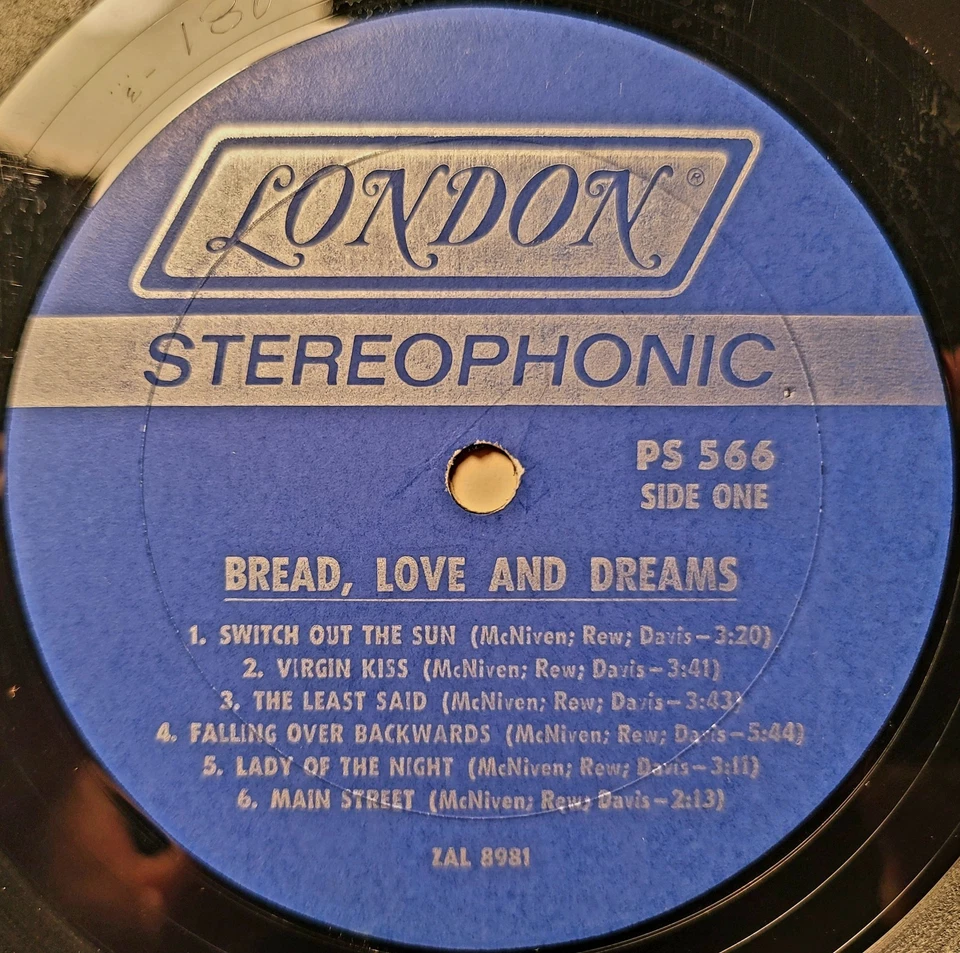 LONDON ®
STEREOPHONIC
PS 566
SIDE ONE
BREAD, LOVE AND DREAMS
1. SWITCH OUT THE SUN (McNiven; Rew; Davis—3:20)
2. VIRGIN KISS (McNiven; Rew; Davis—3:41)
3. THE LEAST SAID (McNiven; Rew; Davis—3:43)
4. FALLING OVER BACKWARDS (McNiven; Rew; Davis—5:44)
5. LADY OF THE NIGHT (McNiven; Rew; Davis—3:11)
6. MAIN STREET (McNiven; Rew; Davis—2:13)
ZAL 8981